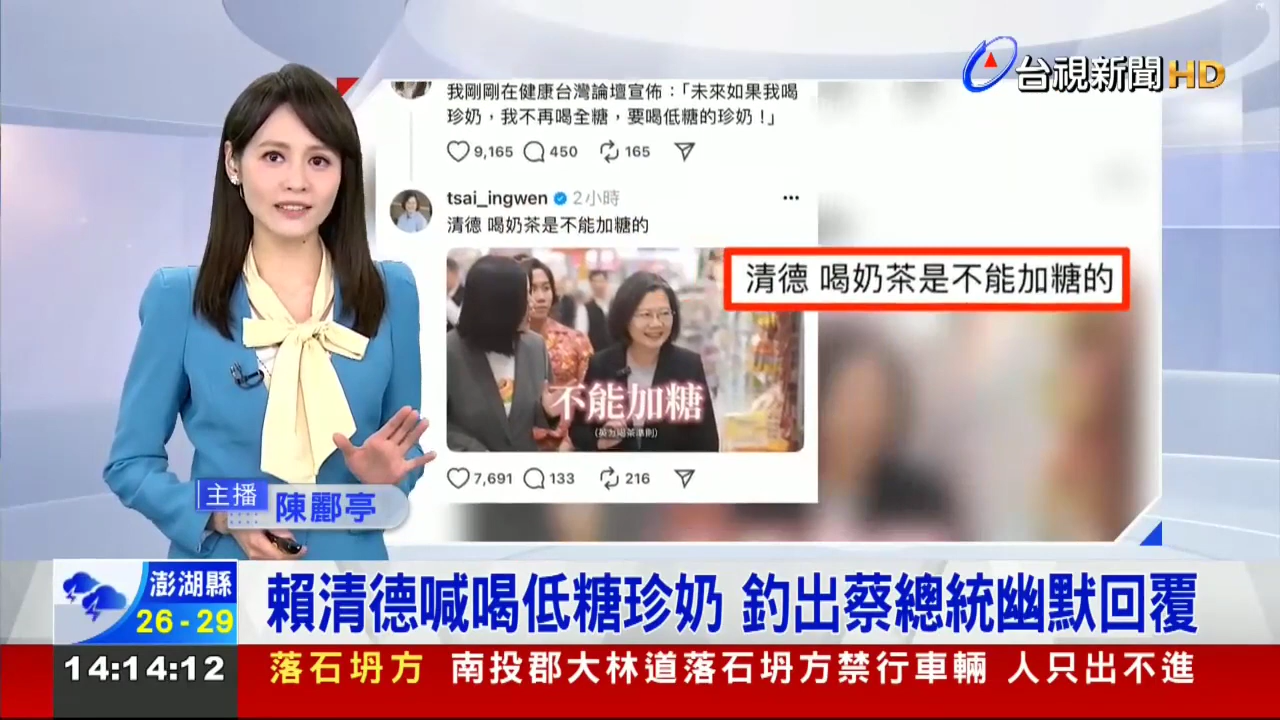 台視新聞HD
我剛剛在健康台灣論壇宣佈：「未來如果我喝
珍奶，我不再喝全糖，要喝低糖的珍奶！」
9,165 450 165
tsai_ingwen 2小時
清德 喝奶茶是不能加糖的
清德 喝奶茶是不能加糖的
不能加糖
(英式喝茶準則)
7,691 133 216
主播 陳酈亭
澎湖縣
26-29
賴清德喊喝低糖珍奶 釣出蔡總統幽默回覆
14:14:12
落石坍方 南投郡大林道落石坍方禁行車輛 人只出不進